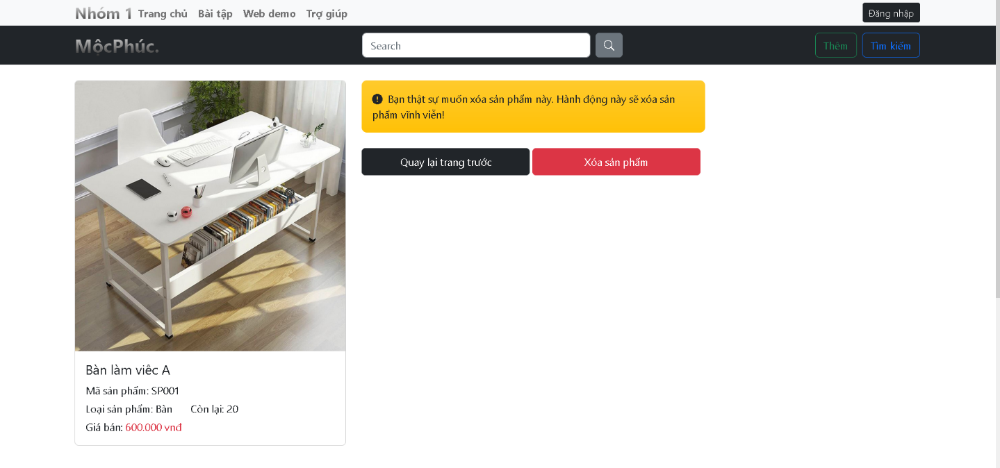 Nhóm 1 Trang chủ Bài tập Web demo Trợ giúp Đăng nhập
MộcPhúc. Search Thêm Tìm kiếm
Bạn thật sự muốn xóa sản phẩm này. Hành động này sẽ xóa sản
phẩm vĩnh viễn!
Quay lại trang trước Xóa sản phẩm
Bàn làm viêc A
Mã sản phẩm: SP001
Loại sản phẩm: Bàn Còn lại: 20
Giá bán: 600.000 vnđ